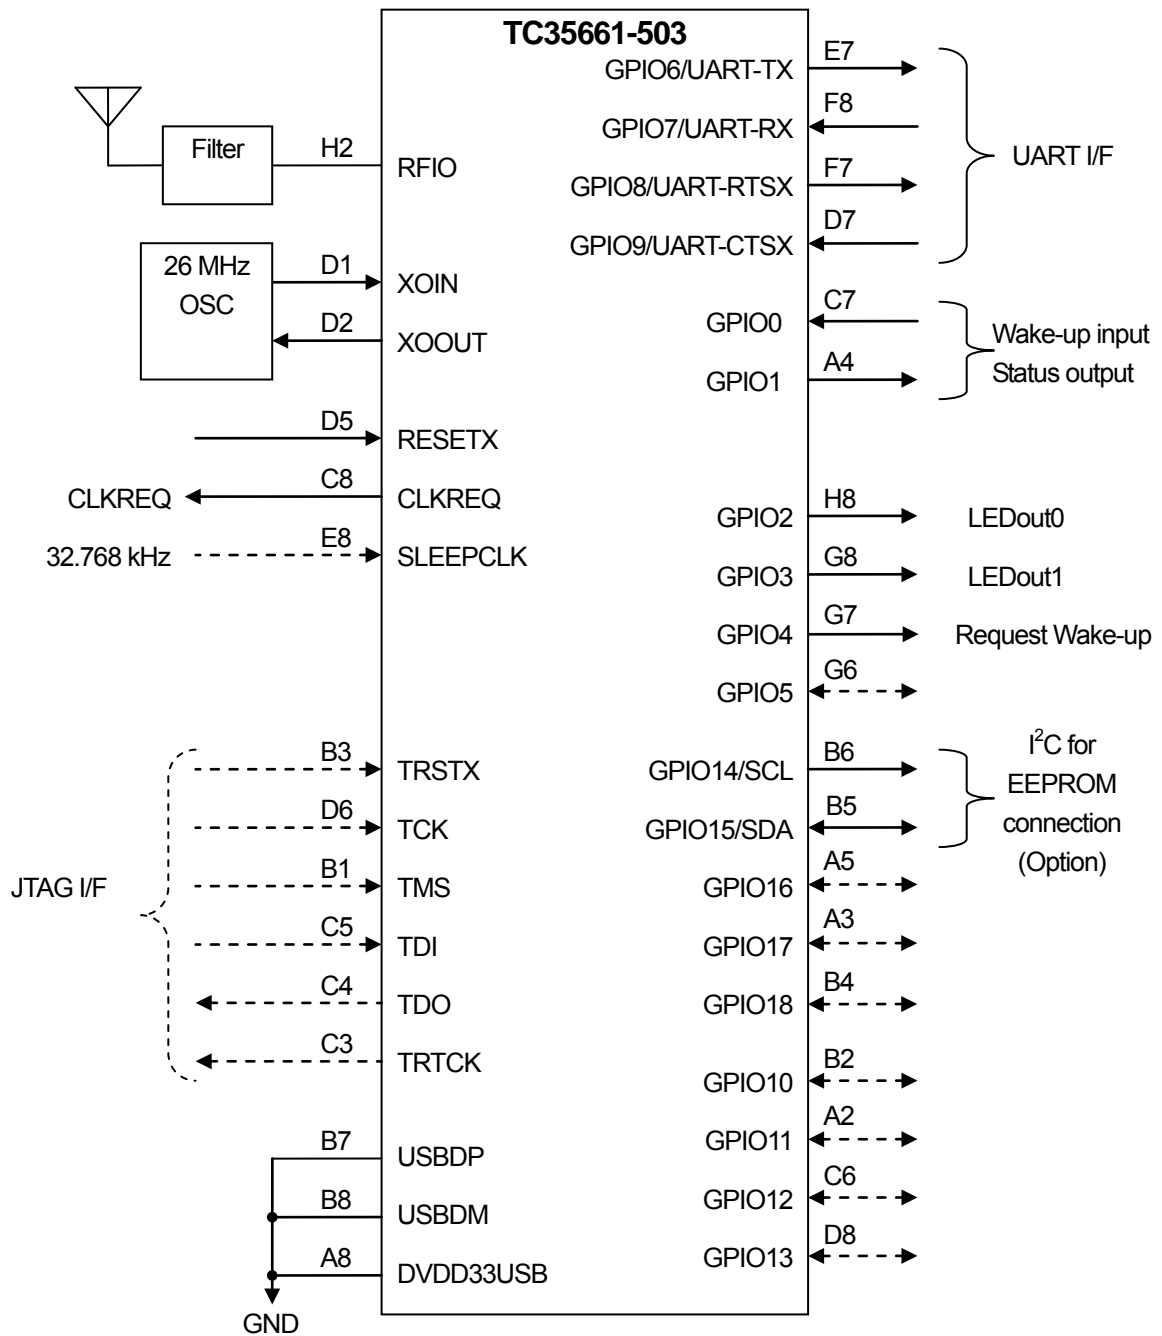 TC35661-503
GPIO6/UART-TX E7
GPIO7/UART-RX F8
GPIO8/UART-RTSX F7
GPIO9/UART-CTSX D7
UART I/F
Filter H2 RFIO
26 MHz
OSC
D1 XOIN
D2 XOOUT
GPIO0 C7
GPIO1 A4
Wake-up input
Status output
D5 RESETX
CLKREQ C8 CLKREQ
32.768 kHz E8 SLEEPCLK
GPIO2 H8 LEDout0
GPIO3 G8 LEDout1
GPIO4 G7 Request Wake-up
GPIO5 G6
JTAG I/F
B3 TRSTX
D6 TCK
B1 TMS
C5 TDI
C4 TDO
C3 TRTCK
GPIO14/SCL B6
GPIO15/SDA B5
I²C for
EEPROM
connection
(Option)
GPIO16 A5
GPIO17 A3
GPIO18 B4
GPIO10 B2
GPIO11 A2
GPIO12 C6
GPIO13 D8
B7 USBDP
B8 USBDM
A8 DVDD33USB
GND